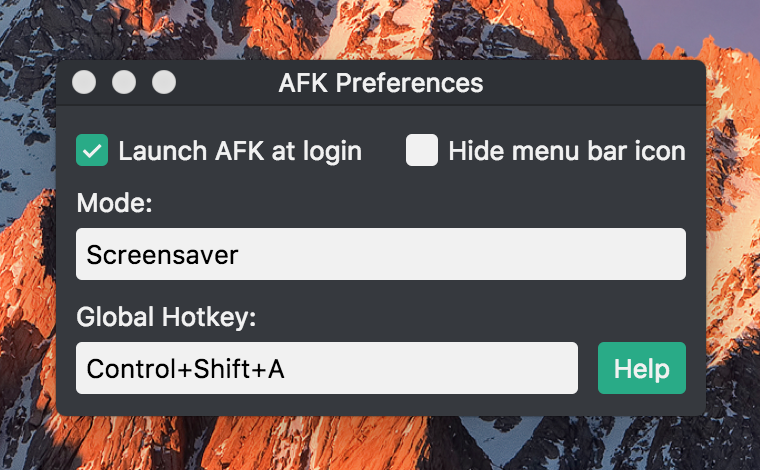 AFK Preferences
Launch AFK at login Hide menu bar icon
Mode:
Screensaver
Global Hotkey:
Control+Shift+A Help